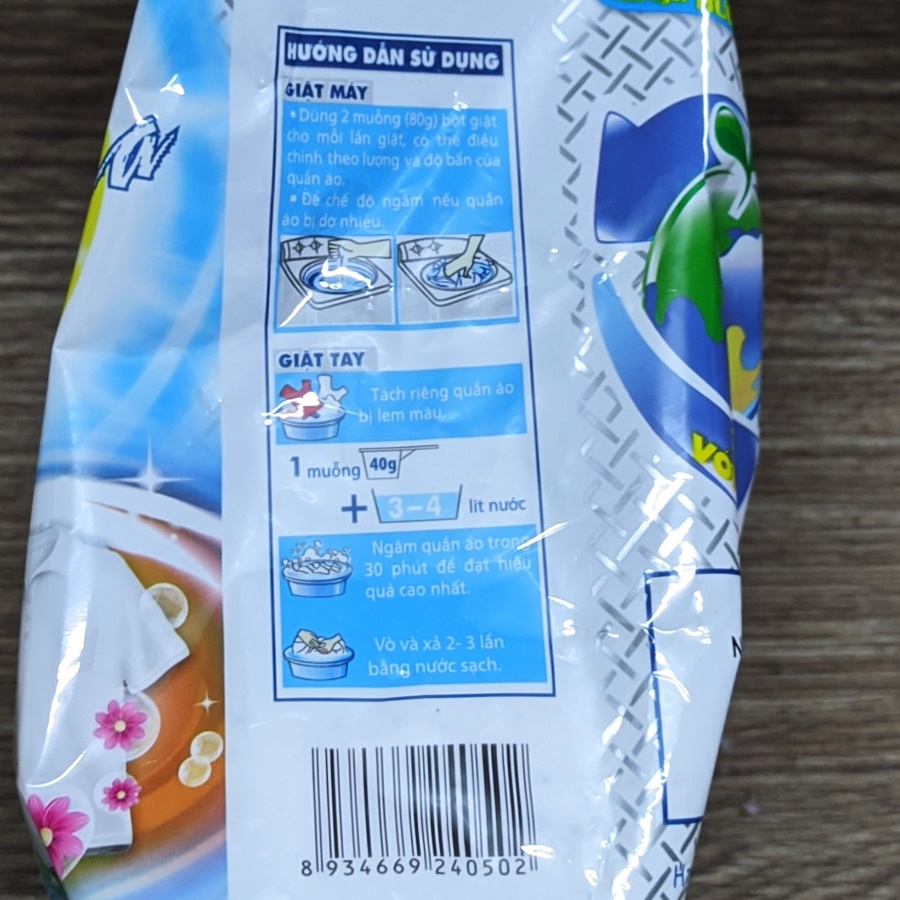 HƯỚNG DẪN SỬ DỤNG
GIẶT MÁY
• Dùng 2 muỗng (80g) bột giặt
cho mỗi lần giặt, có thể điều
chỉnh theo lượng và độ bẩn của
quần áo.
• Để chế độ ngâm nếu quần
áo bị dơ nhiều.
GIẶT TAY
Tách riêng quần áo
bị lem màu.
1 muỗng 40g
+ 3-4 lít nước
Ngâm quần áo trong
30 phút để đạt hiệu
quả cao nhất.
Vò và xả 2- 3 lần
bằng nước sạch.
8 934669 240502